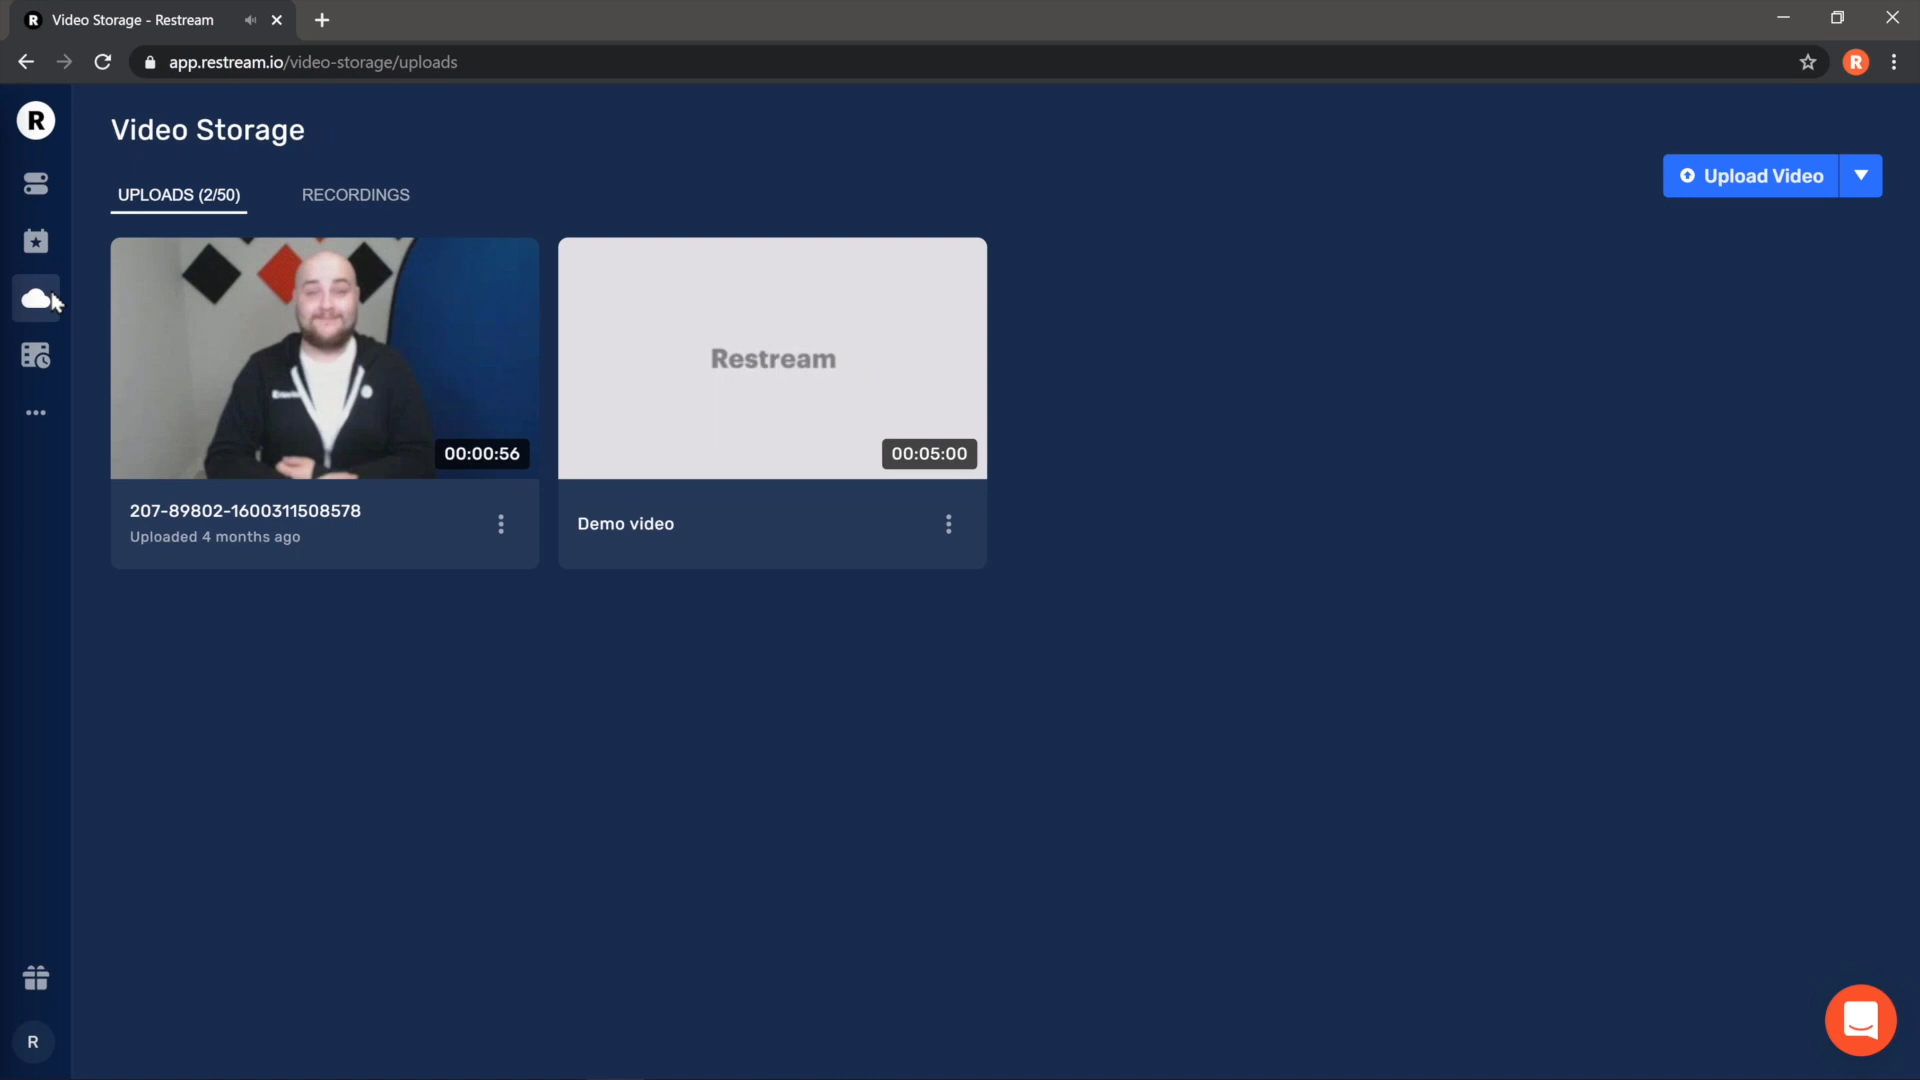 R Video Storage - Restream
app.restream.io/video-storage/uploads
R
R
Video Storage
UPLOADS (2/50)
RECORDINGS
Upload Video
00:00:56
Restream
00:05:00
207-89802-1600311508578
Uploaded 4 months ago
Demo video
R